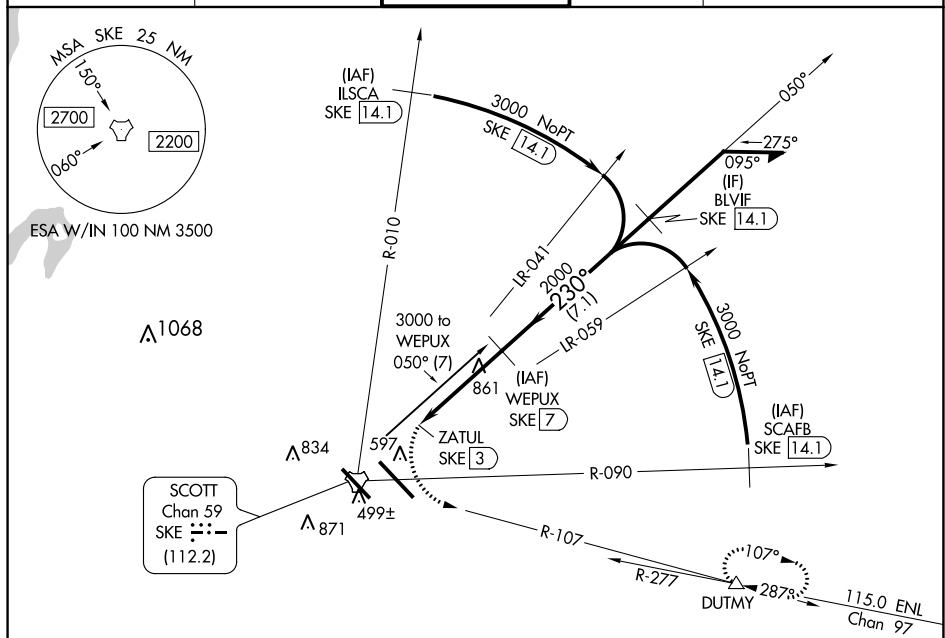 MSA SKE 25 NM
150°
2700
2200
060°
ESA W/IN 100 NM 3500
(IAF)
ILSCA
SKE 14.1
3000 NoPT
SKE 14.1
050°
275°
095°
(IF)
BLVIF
SKE 14.1
R-010
LR-041
2000
230°
(7.1)
LR-059
3000 NoPT
SKE 14.1
1068
3000 to
WEPUX
050° (7)
861
(IAF)
WEPUX
SKE 7
(IAF)
SCAFB
SKE 14.1
834
597
ZATUL
SKE 3
R-090
SCOTT
Chan 59
SKE
(112.2)
499±
871
R-107
R-277
107°
287°
DUTMY
115.0 ENL
Chan 97